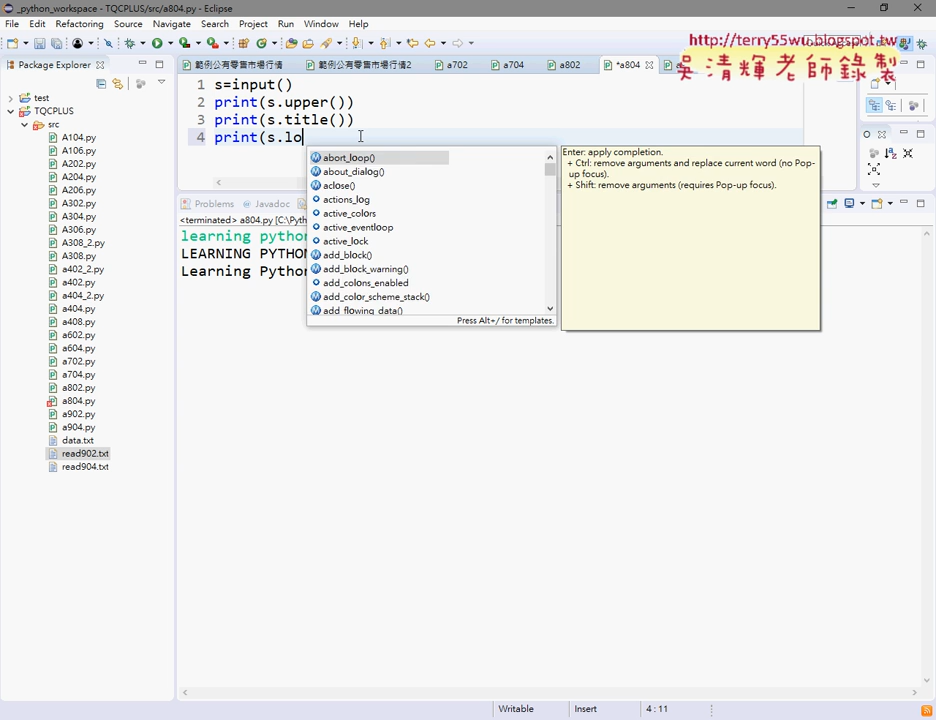 _python_workspace - TQCPLUS/src/a804.py - Eclipse
File Edit Refactoring Source Navigate Search Project Run Window Help
http://terry55wu.blogspot.tw
吳清輝老師錄製
Package Explorer
範例公有零售市場行情 範例公有零售市場行情2 a702 a704 a802 *a804
test
TQCPLUS
src
A104.py
A106.py
A202.py
A204.py
A206.py
A302.py
A304.py
A306.py
A308_2.py
A308.py
a402_2.py
a402.py
a404_2.py
a404.py
a408.py
a602.py
a604.py
a702.py
a704.py
a802.py
a804.py
a902.py
a904.py
data.txt
read902.txt
read904.txt
1 s=input()
2 print(s.upper())
3 print(s.title())
4 print(s.lo
abort_loop()
about_dialog()
aclose()
actions_log
active_colors
active_eventloop
active_lock
add_block()
add_block_warning()
add_colons_enabled
add_color_scheme_stack()
add_flowing_data()
Press Alt+/ for templates.
Enter: apply completion.
+ Ctrl: remove arguments and replace current word (no Pop-
up focus).
+ Shift: remove arguments (requires Pop-up focus).
Problems Javadoc
<terminated> a804.py [C:\Pyth
learning python
LEARNING PYTHON
Learning Python
Writable Insert 4 : 11